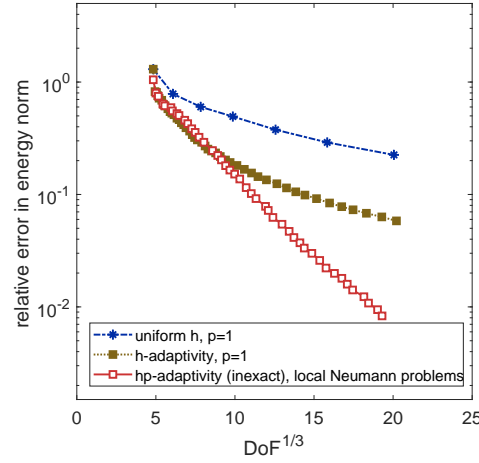 relative error in energy norm
10^0
10^-1
10^-2
uniform h, p=1
h-adaptivity, p=1
hp-adaptivity (inexact), local Neumann problems
0 5 10 15 20 25
DoF^1/3